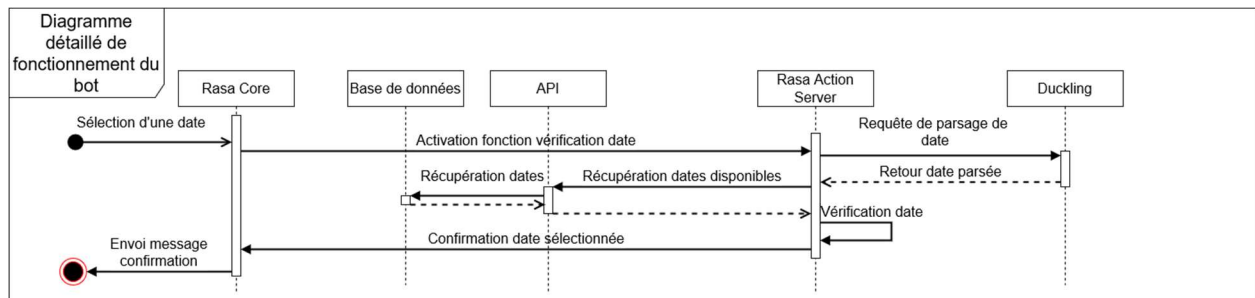 Diagramme
détaillé de
fonctionnement du
bot
Rasa Core
Base de données
API
Rasa Action
Server
Duckling
Sélection d'une date
Activation fonction vérification date
Requête de parsage de
date
Retour date parsée
Récupération dates
Récupération dates disponibles
Vérification date
Confirmation date sélectionnée
Envoi message
confirmation